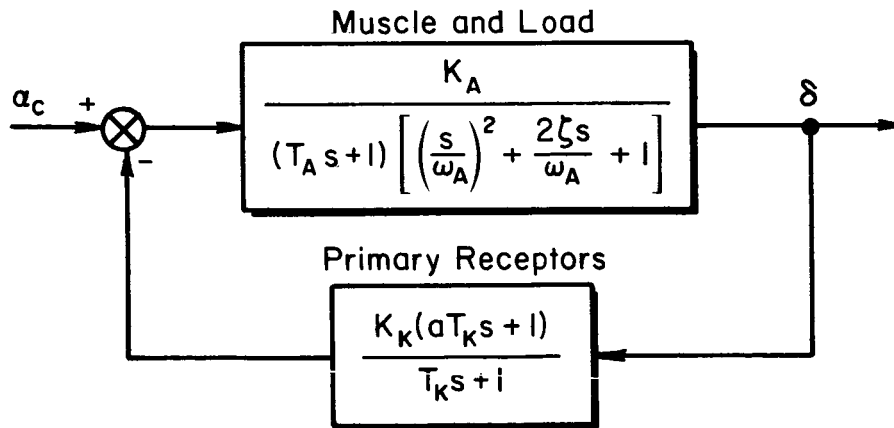 Muscle and Load
α_c + K_A δ
(T_A s + 1) [ (s/ω_A)^2 + 2ζs/ω_A + 1 ]
-
Primary Receptors
K_K(aT_K s + 1)
T_K s + 1